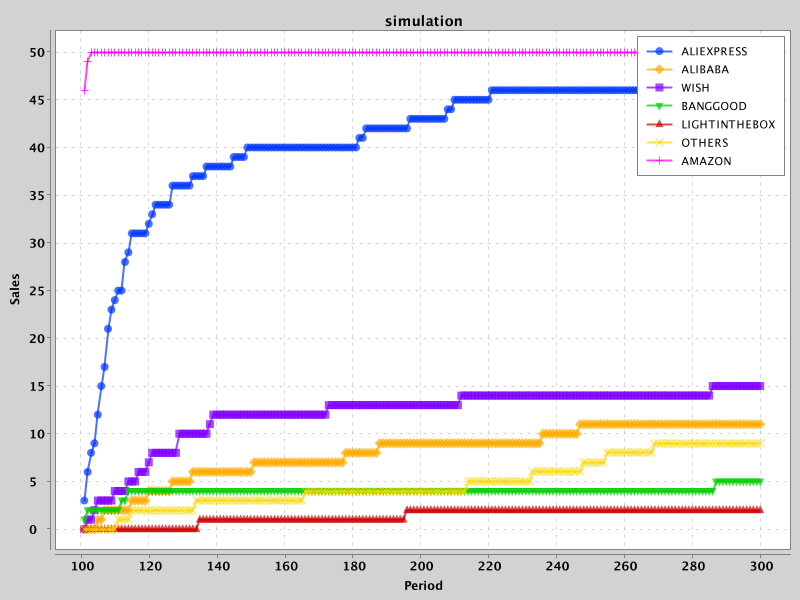 simulation
50
45
40
35
30
25
20
15
10
5
0
Sales
ALIEXPRESS
ALIBABA
WISH
BANGGOOD
LIGHTINTHEBOX
OTHERS
AMAZON
100 120 140 160 180 200 220 240 260 280 300
Period